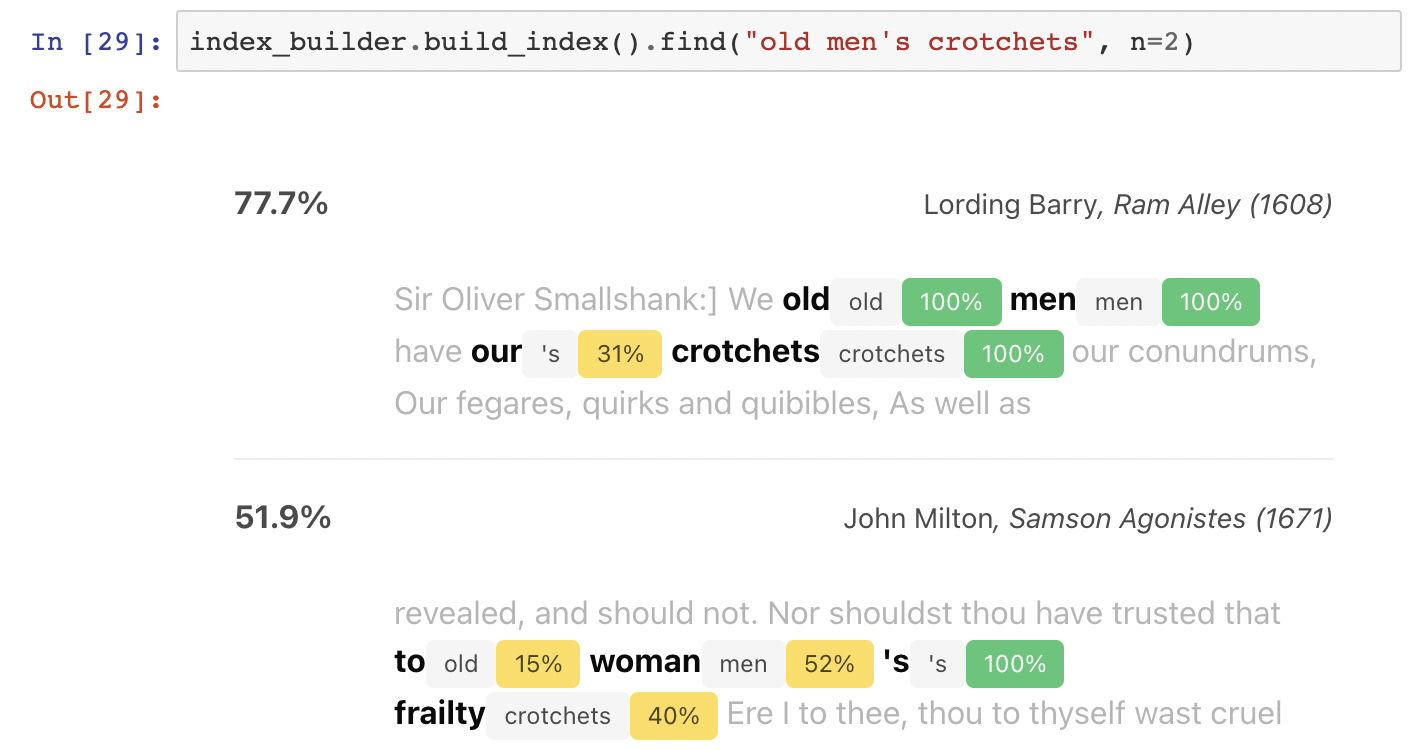 In [29]: index_builder.build_index().find("old men's crotchets", n=2)
Out[29]:
77.7% Lording Barry, Ram Alley (1608)
Sir Oliver Smallshank:] We old old 100% men men 100%
have our 's 31% crotchets crotchets 100% our conundrums,
Our fegares, quirks and quibibles, As well as
51.9% John Milton, Samson Agonistes (1671)
revealed, and should not. Nor shouldst thou have trusted that
to old 15% woman men 52% 's 's 100%
frailty crotchets 40% Ere I to thee, thou to thyself wast cruel